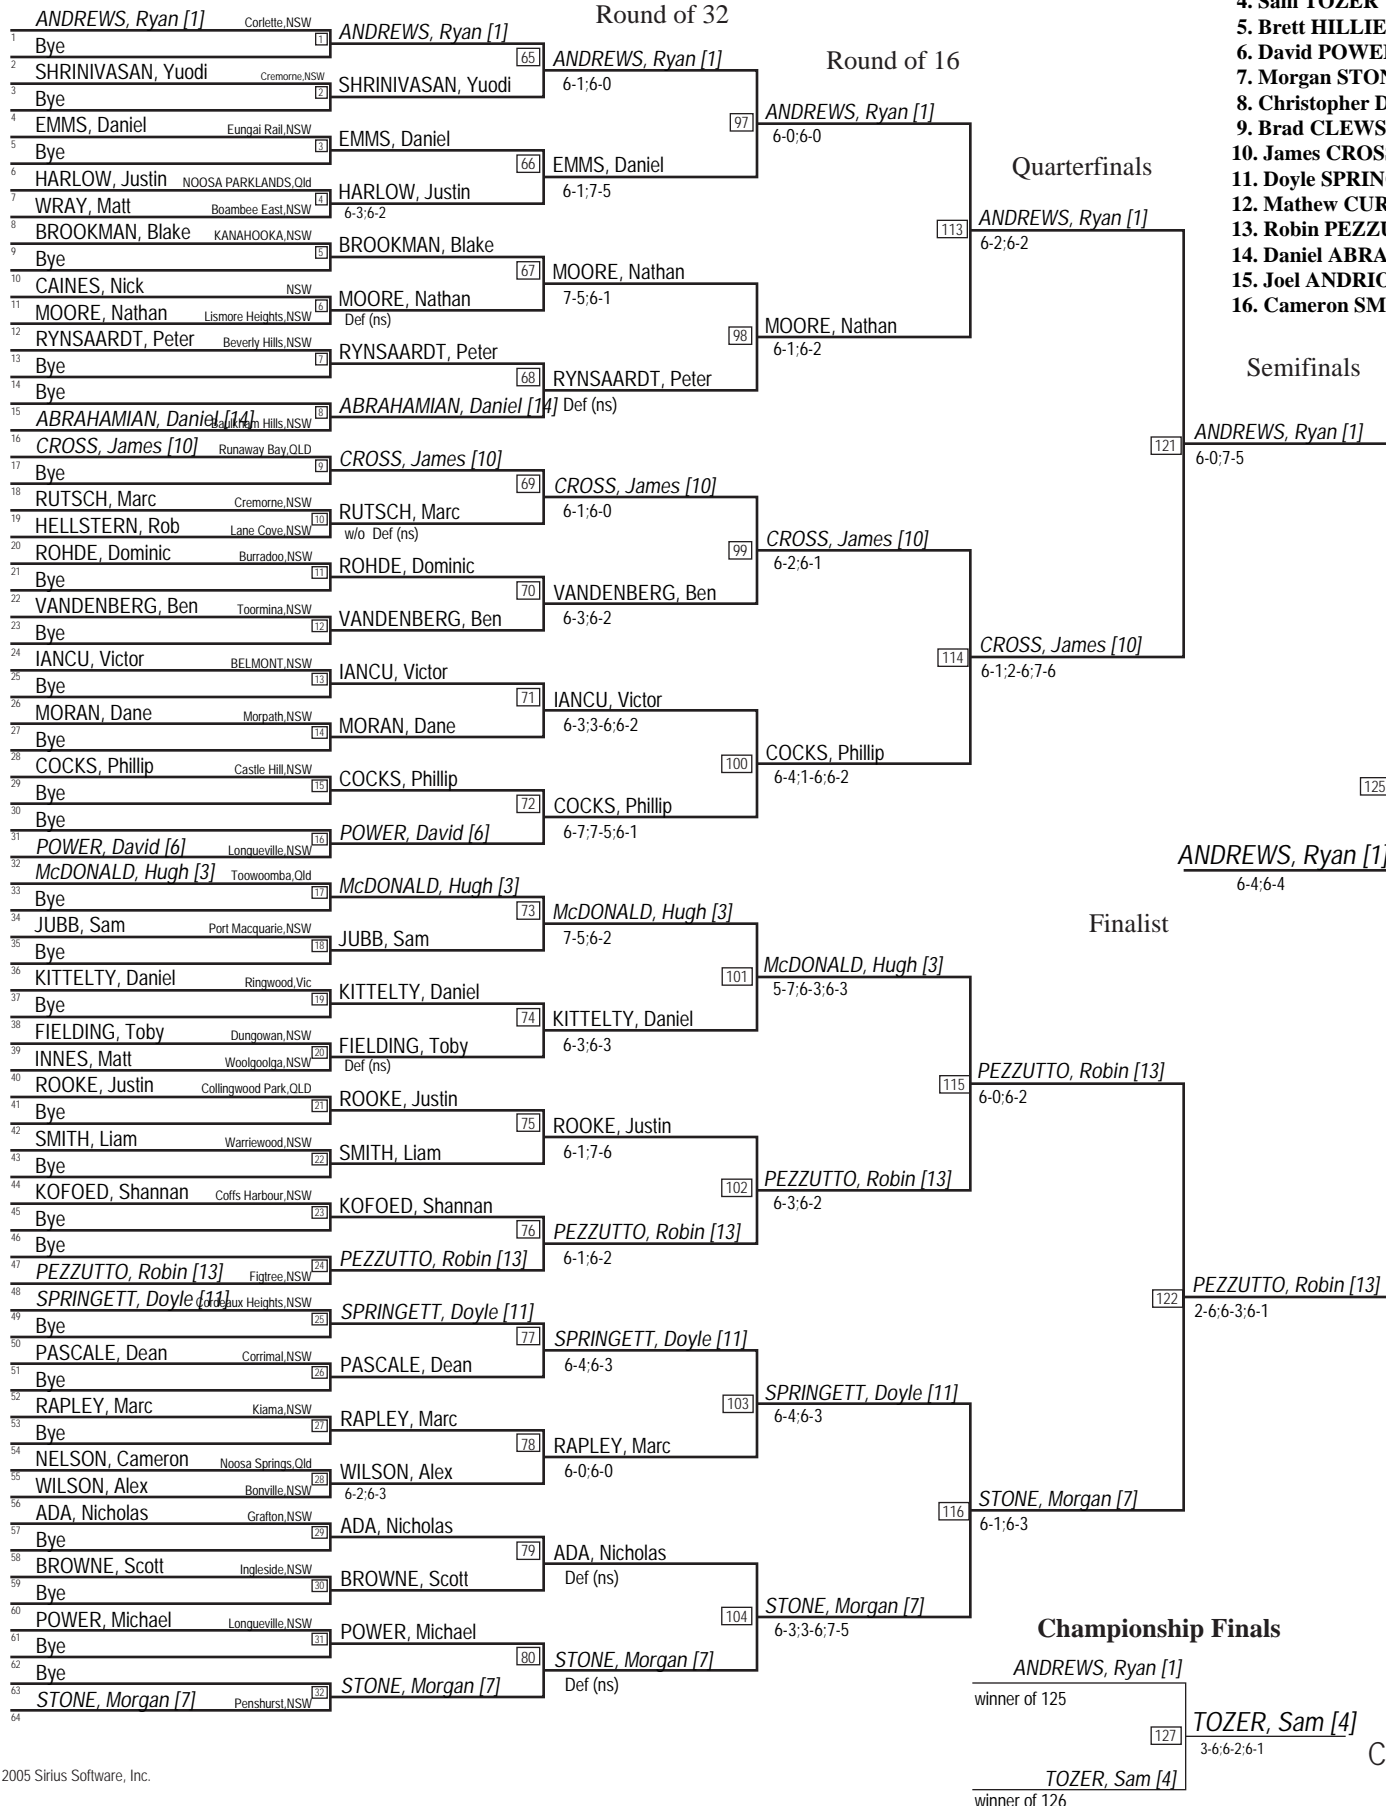 Round of 32
Round of 16
Quarterfinals
Semifinals
Finalist
4. Sam TOZER
5. Brett HILLIE
6. David POWE
7. Morgan STON
8. Christopher D
9. Brad CLEWS
10. James CROS
11. Doyle SPRIN
12. Mathew CUR
13. Robin PEZZU
14. Daniel ABRA
15. Joel ANDRIO
16. Cameron SM
ANDREWS, Ryan [1] Corlette,NSW
1
Bye
2
SHRINIVASAN, Yuodi Cremorne,NSW
3
Bye
4
EMMS, Daniel Eungai Rail,NSW
5
Bye
6
HARLOW, Justin NOOSA PARKLANDS,Qld
7
WRAY, Matt Boambee East,NSW
8
BROOKMAN, Blake KANAHOOKA,NSW
9
Bye
10
CAINES, Nick NSW
11
MOORE, Nathan Lismore Heights,NSW
12
RYNSAARDT, Peter Beverly Hills,NSW
13
Bye
14
Bye
15
ABRAHAMIAN, Daniel [14] Baulkham Hills,NSW
16
CROSS, James [10] Runaway Bay,QLD
17
Bye
18
RUTSCH, Marc Cremorne,NSW
19
HELLSTERN, Rob Lane Cove,NSW
20
ROHDE, Dominic Burradoo,NSW
21
Bye
22
VANDENBERG, Ben Toormina,NSW
23
Bye
24
IANCU, Victor BELMONT,NSW
25
Bye
26
MORAN, Dane Morpath,NSW
27
Bye
28
COCKS, Phillip Castle Hill,NSW
29
Bye
30
Bye
31
POWER, David [6] Longueville,NSW
32
McDONALD, Hugh [3] Toowoomba,Qld
33
Bye
34
JUBB, Sam Port Macquarie,NSW
35
Bye
36
KITTELTY, Daniel Ringwood,Vic
37
Bye
38
FIELDING, Toby Dungowan,NSW
39
INNES, Matt Woolgoolga,NSW
40
ROOKE, Justin Collingwood Park,QLD
41
Bye
42
SMITH, Liam Warriewood,NSW
43
Bye
44
KOFOED, Shannan Coffs Harbour,NSW
45
Bye
46
Bye
47
PEZZUTTO, Robin [13] Figtree,NSW
48
SPRINGETT, Doyle [11] Cordeaux Heights,NSW
49
Bye
50
PASCALE, Dean Corrimal,NSW
51
Bye
52
RAPLEY, Marc Kiama,NSW
53
Bye
54
NELSON, Cameron Noosa Springs,Qld
55
WILSON, Alex Bonville,NSW
56
ADA, Nicholas Grafton,NSW
57
Bye
58
BROWNE, Scott Ingleside,NSW
59
Bye
60
POWER, Michael Longueville,NSW
61
Bye
62
Bye
63
STONE, Morgan [7] Penshurst,NSW
64
1 ANDREWS, Ryan [1]
2 SHRINIVASAN, Yuodi
3 EMMS, Daniel
4 HARLOW, Justin
6-3;6-2
5 BROOKMAN, Blake
6 MOORE, Nathan
Def (ns)
7 RYNSAARDT, Peter
8 ABRAHAMIAN, Daniel [14]
9 CROSS, James [10]
10 RUTSCH, Marc
w/o Def (ns)
11 ROHDE, Dominic
12 VANDENBERG, Ben
13 IANCU, Victor
14 MORAN, Dane
15 COCKS, Phillip
16 POWER, David [6]
17 McDONALD, Hugh [3]
18 JUBB, Sam
19 KITTELTY, Daniel
20 FIELDING, Toby
Def (ns)
21 ROOKE, Justin
22 SMITH, Liam
23 KOFOED, Shannan
24 PEZZUTTO, Robin [13]
25 SPRINGETT, Doyle [11]
26 PASCALE, Dean
27 RAPLEY, Marc
28 WILSON, Alex
6-2;6-3
29 ADA, Nicholas
30 BROWNE, Scott
31 POWER, Michael
32 STONE, Morgan [7]
65 ANDREWS, Ryan [1]
6-1;6-0
66 EMMS, Daniel
6-1;7-5
67 MOORE, Nathan
7-5;6-1
68 RYNSAARDT, Peter
Def (ns)
69 CROSS, James [10]
6-1;6-0
70 VANDENBERG, Ben
6-3;6-2
71 IANCU, Victor
6-3;3-6;6-2
72 COCKS, Phillip
6-7;7-5;6-1
73 McDONALD, Hugh [3]
7-5;6-2
74 KITTELTY, Daniel
6-3;6-3
75 ROOKE, Justin
6-1;7-6
76 PEZZUTTO, Robin [13]
6-1;6-2
77 SPRINGETT, Doyle [11]
6-4;6-3
78 RAPLEY, Marc
6-0;6-0
79 ADA, Nicholas
Def (ns)
80 STONE, Morgan [7]
Def (ns)
97 ANDREWS, Ryan [1]
6-0;6-0
98 MOORE, Nathan
6-1;6-2
99 CROSS, James [10]
6-2;6-1
100 COCKS, Phillip
6-4;1-6;6-2
101 McDONALD, Hugh [3]
5-7;6-3;6-3
102 PEZZUTTO, Robin [13]
6-3;6-2
103 SPRINGETT, Doyle [11]
6-4;6-3
104 STONE, Morgan [7]
6-3;3-6;7-5
113 ANDREWS, Ryan [1]
6-2;6-2
114 CROSS, James [10]
6-1;2-6;7-6
115 PEZZUTTO, Robin [13]
6-0;6-2
116 STONE, Morgan [7]
6-1;6-3
121 ANDREWS, Ryan [1]
6-0;7-5
122 PEZZUTTO, Robin [13]
2-6;6-3;6-1
125
ANDREWS, Ryan [1]
6-4;6-4
Championship Finals
ANDREWS, Ryan [1]
winner of 125
127 TOZER, Sam [4]
3-6;6-2;6-1
C
TOZER, Sam [4]
winner of 126
2005 Sirius Software, Inc.